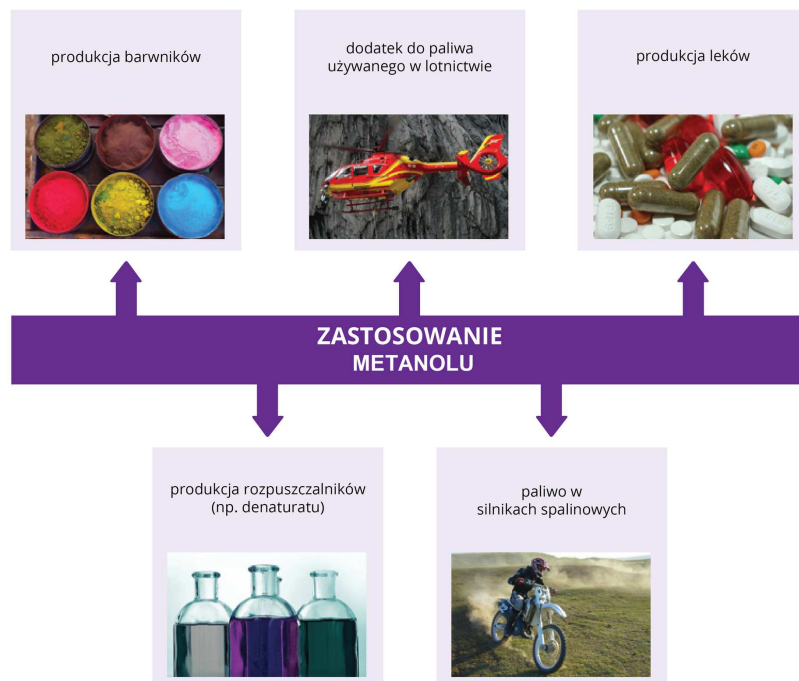 produkcja barwników
dodatek do paliwa
używanego w lotnictwie
produkcja leków
ZASTOSOWANIE
METANOLU
produkcja rozpuszczalników
(np. denaturatu)
paliwo w
silnikach spalinowych